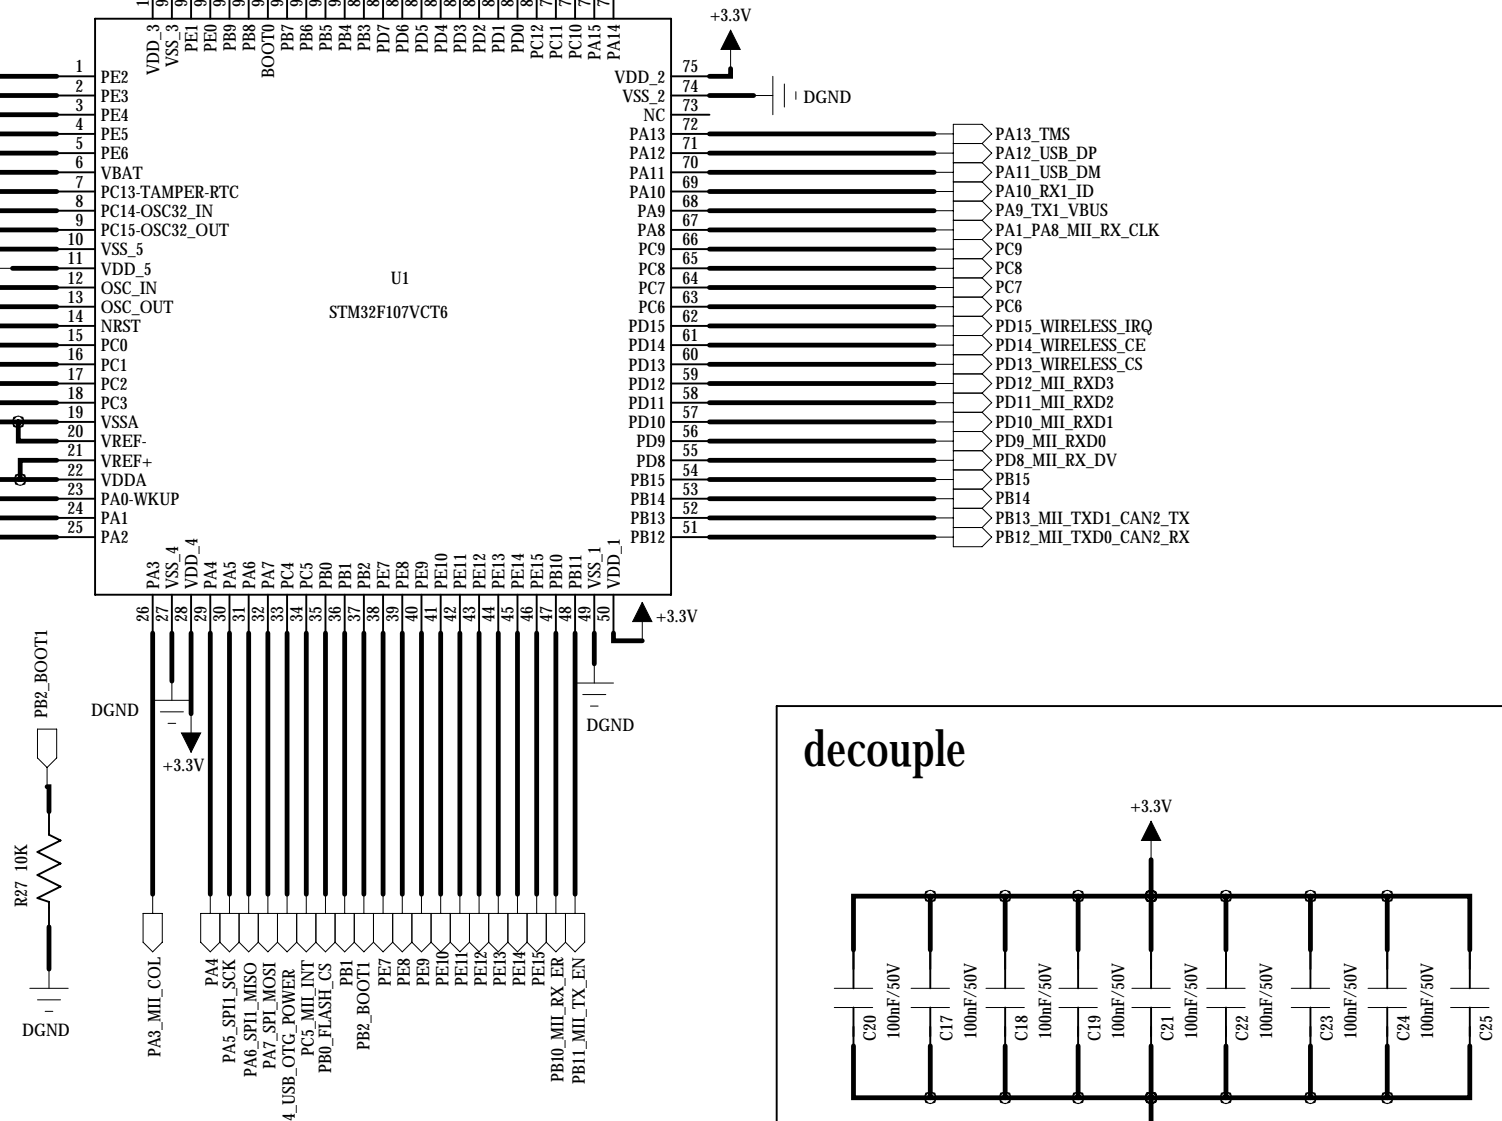 VDD_3
VSS_3
PE1
PE0
PB9
PB8
BOOT0
PB7
PB6
PB5
PB4
PB3
PD7
PD6
PD5
PD4
PD3
PD2
PD1
PD0
PC12
PC11
PC10
PA15
PA14
1 PE2
2 PE3
3 PE4
4 PE5
5 PE6
6 VBAT
7 PC13-TAMPER-RTC
8 PC14-OSC32_IN
9 PC15-OSC32_OUT
10 VSS_5
11 VDD_5
12 OSC_IN
13 OSC_OUT
14 NRST
15 PC0
16 PC1
17 PC2
18 PC3
19 VSSA
20 VREF-
21 VREF+
22 VDDA
23 PA0-WKUP
24 PA1
25 PA2
U1
STM32F107VCT6
+3.3V
VDD_2 75
VSS_2 74 DGND
NC 73
PA13 72 PA13_TMS
PA12 71 PA12_USB_DP
PA11 70 PA11_USB_DM
PA10 69 PA10_RX1_ID
PA9 68 PA9_TX1_VBUS
PA8 67 PA1_PA8_MII_RX_CLK
PC9 66 PC9
PC8 65 PC8
PC7 64 PC7
PC6 63 PC6
PD15 62 PD15_WIRELESS_IRQ
PD14 61 PD14_WIRELESS_CE
PD13 60 PD13_WIRELESS_CS
PD12 59 PD12_MII_RXD3
PD11 58 PD11_MII_RXD2
PD10 57 PD10_MII_RXD1
PD9 56 PD9_MII_RXD0
PD8 55 PD8_MII_RX_DV
PB15 54 PB15
PB14 53 PB14
PB13 52 PB13_MII_TXD1_CAN2_TX
PB12 51 PB12_MII_TXD0_CAN2_RX
PA3 26 PA3_MII_COL
VSS_4 27 DGND
VDD_4 28 +3.3V
PA4 29 PA4
PA5 30 PA5_SPI1_SCK
PA6 31 PA6_SPI1_MISO
PA7 32 PA7_SPI_MOSI
PC4 33 4_USB_OTG_POWER
PC5 34 PC5_MII_INT
PB0 35 PB0_FLASH_CS
PB1 36 PB1
PB2 37 PB2_BOOT1
PE7 38 PE7
PE8 39 PE8
PE9 40 PE9
PE10 41 PE10
PE11 42 PE11
PE12 43 PE12
PE13 44 PE13
PE14 45 PE14
PE15 46 PE15
PB10 47 PB10_MII_RX_ER
PB11 48 PB11_MII_TX_EN
VSS_1 49 DGND
VDD_1 50 +3.3V
PB2_BOOT1
R27 10K
DGND
decouple
+3.3V
C20 100nF/50V
C17 100nF/50V
C18 100nF/50V
C19 100nF/50V
C21 100nF/50V
C22 100nF/50V
C23 100nF/50V
C24 100nF/50V
C25